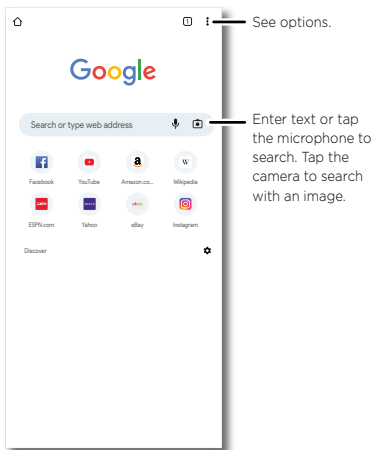 1
See options.
Google
Search or type web address
Enter text or tap
the microphone to
search. Tap the
camera to search
with an image.
a
W
Facebook
YouTube
Amazon.co...
Wikipedia
ebay
ESPN.com
Yahoo
eBay
Instagram
Discover